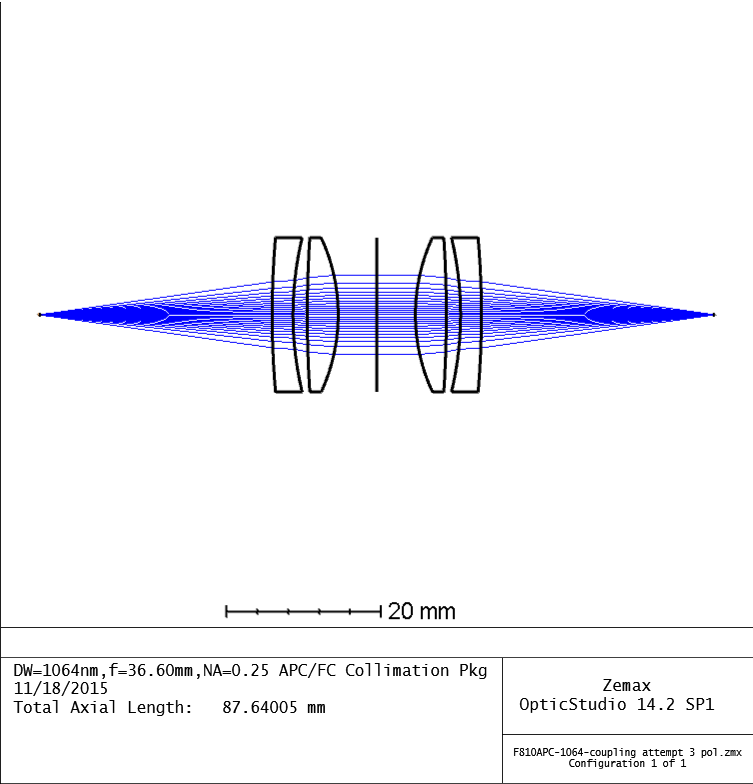 20 mm
DW=1064nm,f=36.60mm,NA=0.25 APC/FC Collimation Pkg
11/18/2015
Total Axial Length: 87.64005 mm
Zemax
OpticStudio 14.2 SP1
F810APC-1064-coupling attempt 3 pol.zmx
Configuration 1 of 1